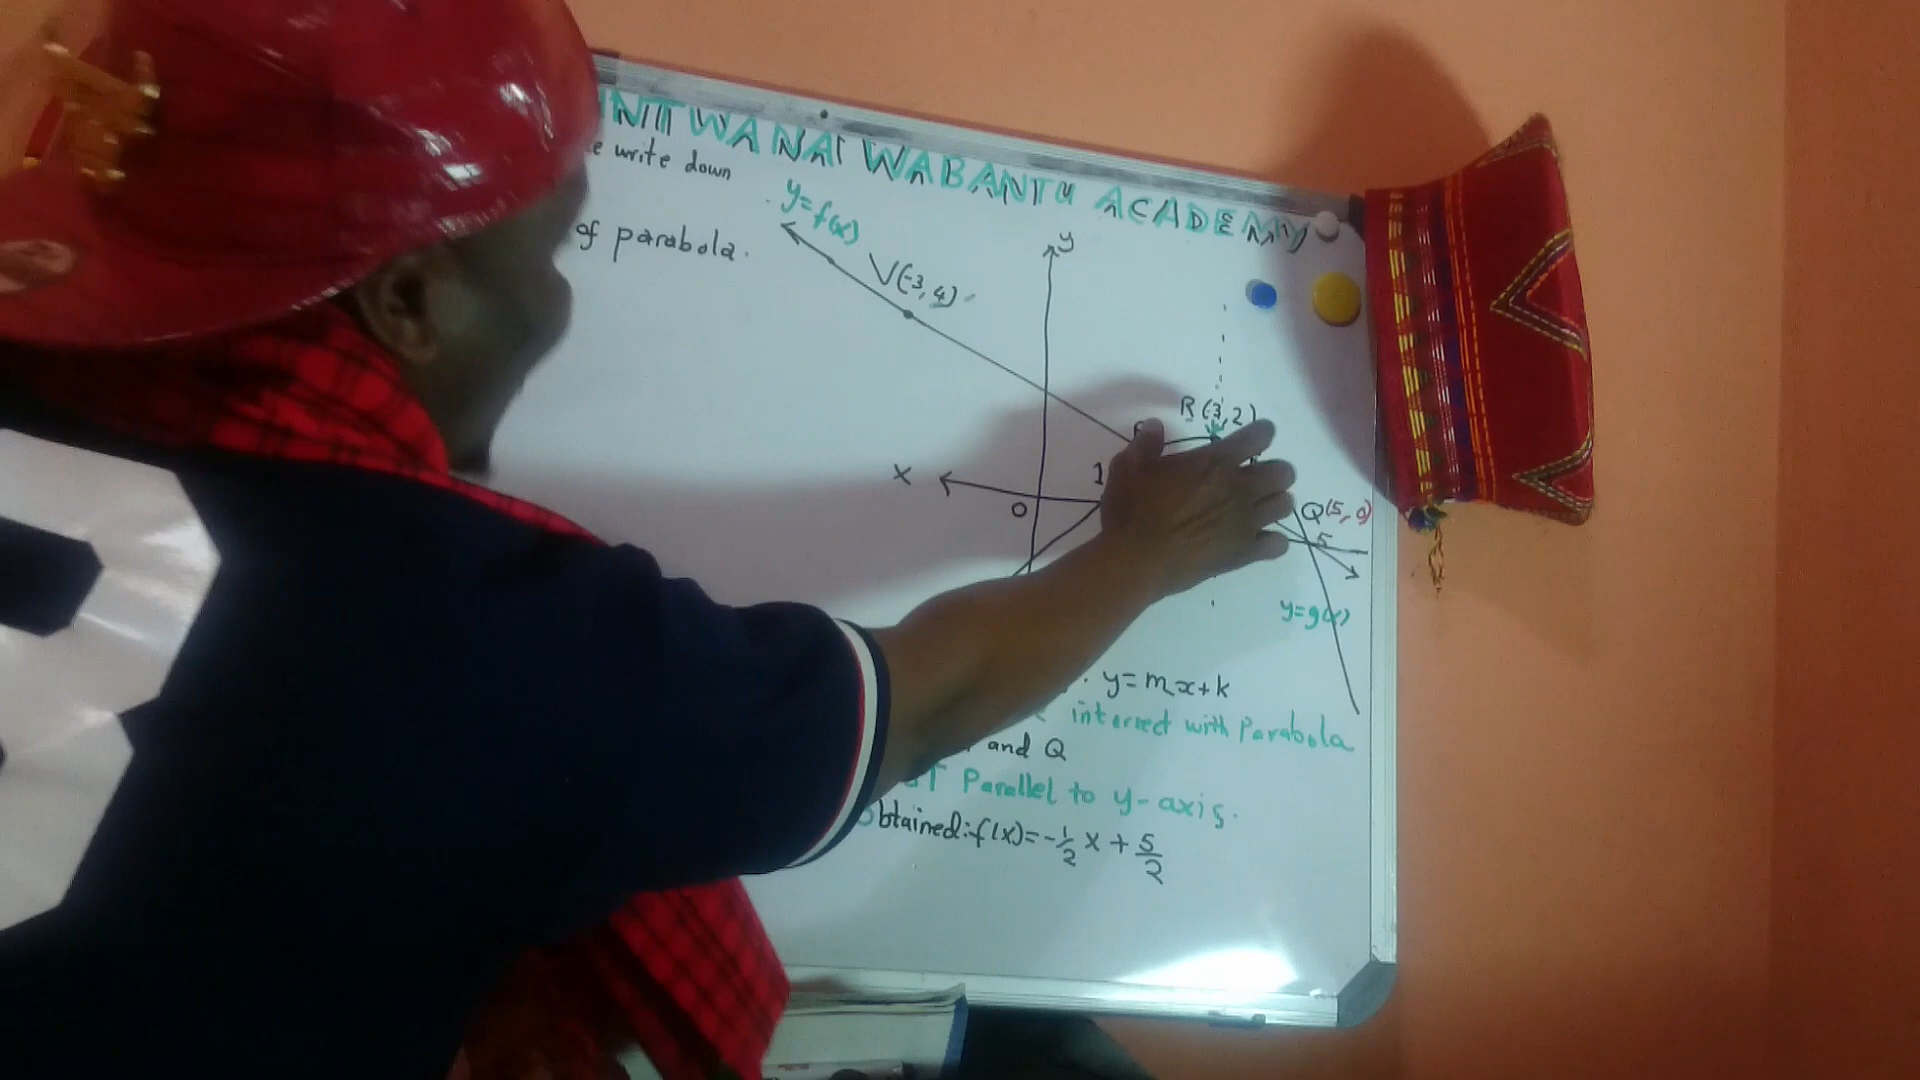 INTWANA WABANTU ACADEMY
e write down
of parabola.
y=f(x)
V(-3,4)
y
R(3,2)
x
1
O
Q(5,0)
5
y=g(x)
y=mx+k
intersect with Parabola
and Q
Parallel to y-axis.
obtained:f(x)=-1/2 x + 5/2